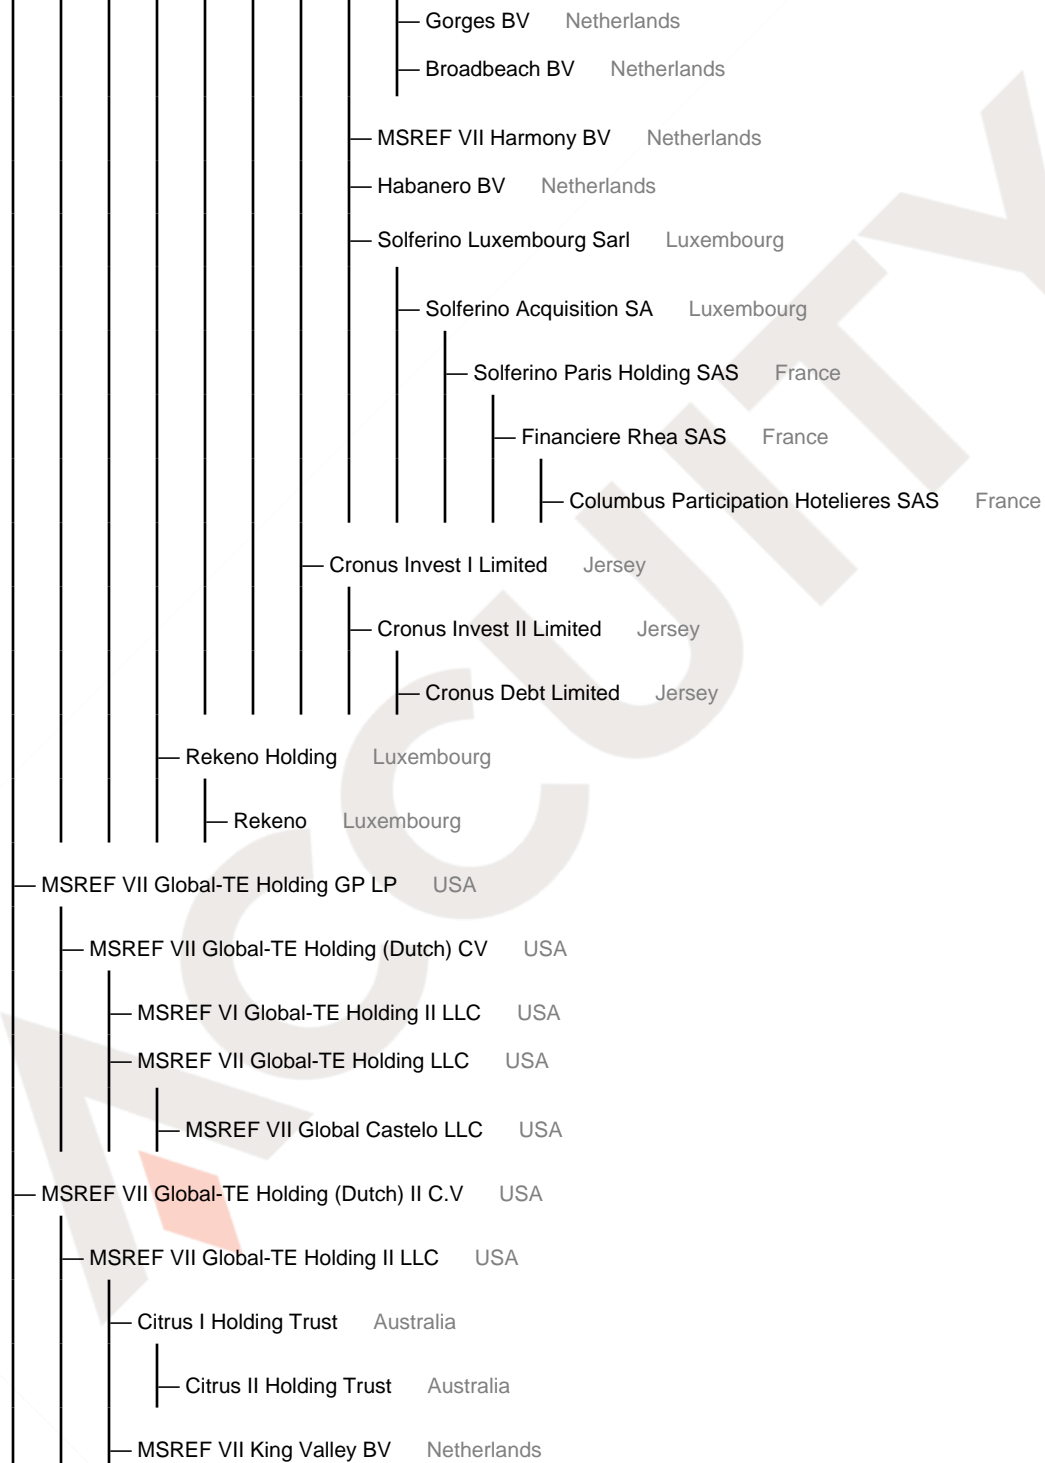 Gorges BV Netherlands
Broadbeach BV Netherlands
MSREF VII Harmony BV Netherlands
Habanero BV Netherlands
Solferino Luxembourg Sarl Luxembourg
Solferino Acquisition SA Luxembourg
Solferino Paris Holding SAS France
Financiere Rhea SAS France
Columbus Participation Hotelieres SAS France
Cronus Invest I Limited Jersey
Cronus Invest II Limited Jersey
Cronus Debt Limited Jersey
Rekeno Holding Luxembourg
Rekeno Luxembourg
MSREF VII Global-TE Holding GP LP USA
MSREF VII Global-TE Holding (Dutch) CV USA
MSREF VI Global-TE Holding II LLC USA
MSREF VII Global-TE Holding LLC USA
MSREF VII Global Castelo LLC USA
MSREF VII Global-TE Holding (Dutch) II C.V USA
MSREF VII Global-TE Holding II LLC USA
Citrus I Holding Trust Australia
Citrus II Holding Trust Australia
MSREF VII King Valley BV Netherlands
ACCUITY